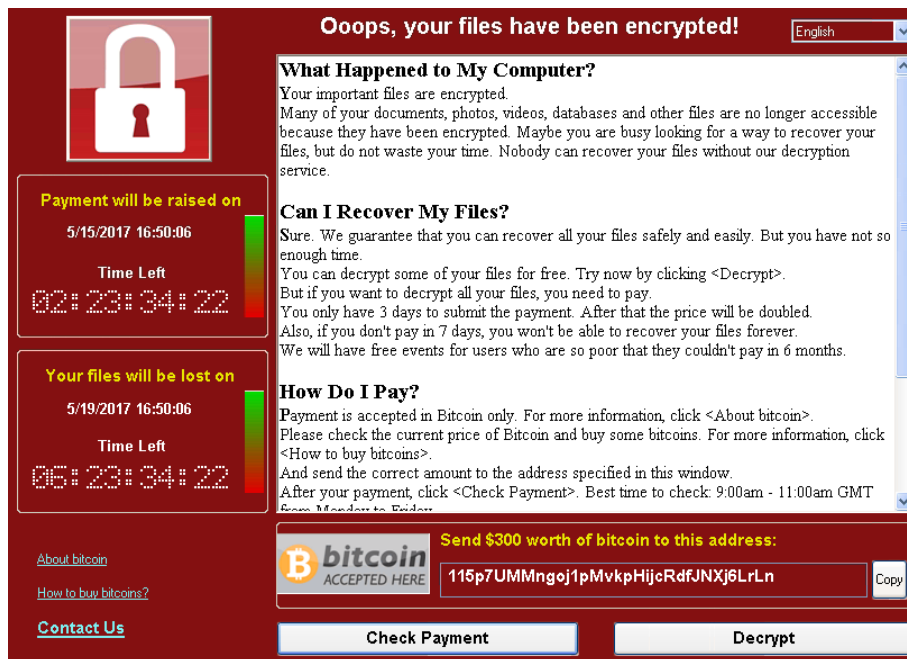 Ooops, your files have been encrypted!
English
What Happened to My Computer?
Your important files are encrypted.
Many of your documents, photos, videos, databases and other files are no longer accessible
because they have been encrypted. Maybe you are busy looking for a way to recover your
files, but do not waste your time. Nobody can recover your files without our decryption
service.
Can I Recover My Files?
Sure. We guarantee that you can recover all your files safely and easily. But you have not so
enough time.
You can decrypt some of your files for free. Try now by clicking <Decrypt>.
But if you want to decrypt all your files, you need to pay.
You only have 3 days to submit the payment. After that the price will be doubled.
Also, if you don't pay in 7 days, you won't be able to recover your files forever.
We will have free events for users who are so poor that they couldn't pay in 6 months.
How Do I Pay?
Payment is accepted in Bitcoin only. For more information, click <About bitcoin>.
Please check the current price of Bitcoin and buy some bitcoins. For more information, click
<How to buy bitcoins>.
And send the correct amount to the address specified in this window.
After your payment, click <Check Payment>. Best time to check: 9:00am - 11:00am GMT
from Monday to Friday
Payment will be raised on
5/15/2017 16:50:06
Time Left
02:23:34:22
Your files will be lost on
5/19/2017 16:50:06
Time Left
06:23:34:22
About bitcoin
How to buy bitcoins?
Contact Us
bitcoin
ACCEPTED HERE
Send $300 worth of bitcoin to this address:
115p7UMMngoj1pMvkpHijcRdfJNXj6LrLn
Copy
Check Payment
Decrypt